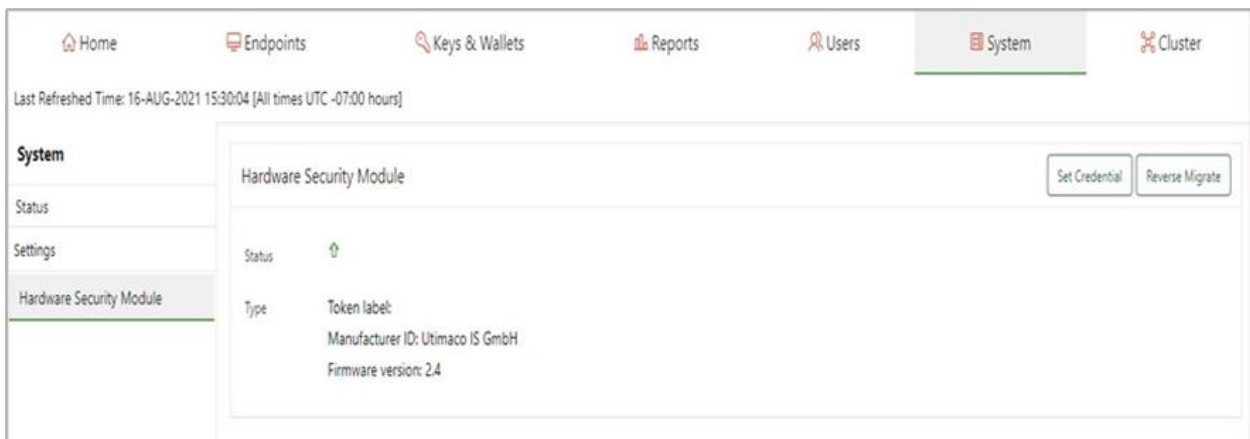 Home Endpoints Keys & Wallets Reports Users System Cluster
Last Refreshed Time: 16-AUG-2021 15:30:04 [All times UTC -07:00 hours]
System
Status
Settings
Hardware Security Module
Hardware Security Module Set Credential Reverse Migrate
Status
Type Token label:
Manufacturer ID: Utimaco IS GmbH
Firmware version: 2.4